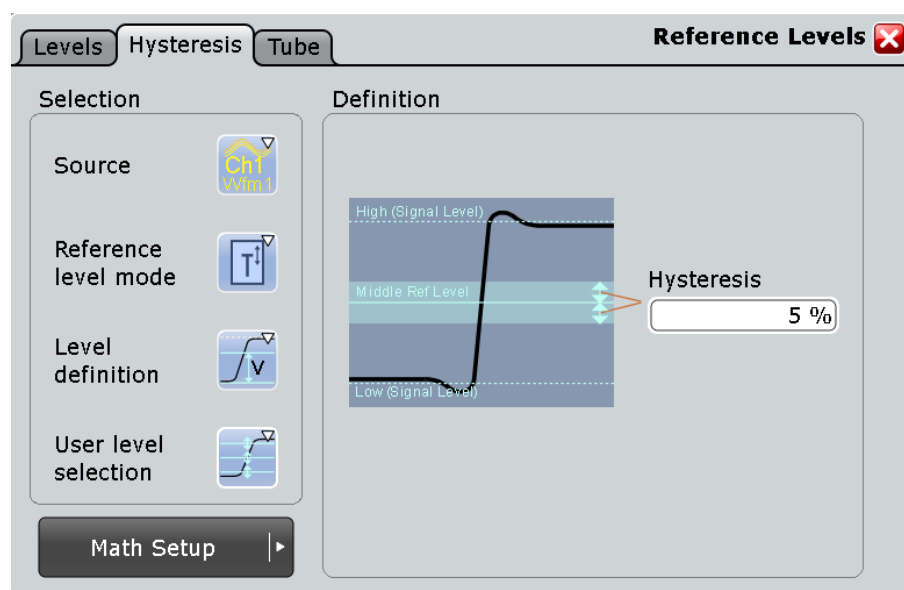 Levels
Hysteresis
Tube
Reference Levels
Selection
Source
Ch1
Wfm1
Reference
level mode
T
Level
definition
V
User level
selection
Math Setup
Definition
High (Signal Level)
Middle Ref Level
Low (Signal Level)
Hysteresis
5 %